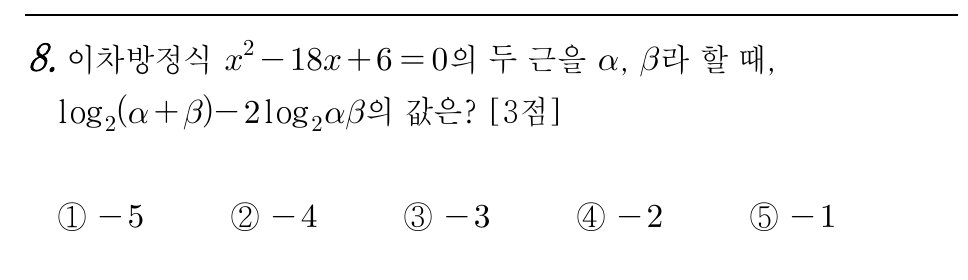 8. 이차방정식 x² − 18x + 6 = 0의 두 근을 α, β라 할 때,
log₂(α + β) − 2log₂αβ의 값은? [3점]
① −5 ② −4 ③ −3 ④ −2 ⑤ −1